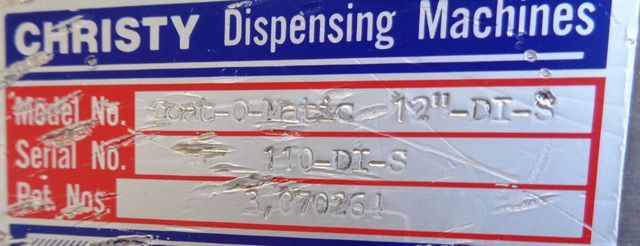 CHRISTY Dispensing Machines
Model No. Coat-O-Matic 12"-DI-S
Serial No. 110-DI-S
Pat. Nos. 3,070264